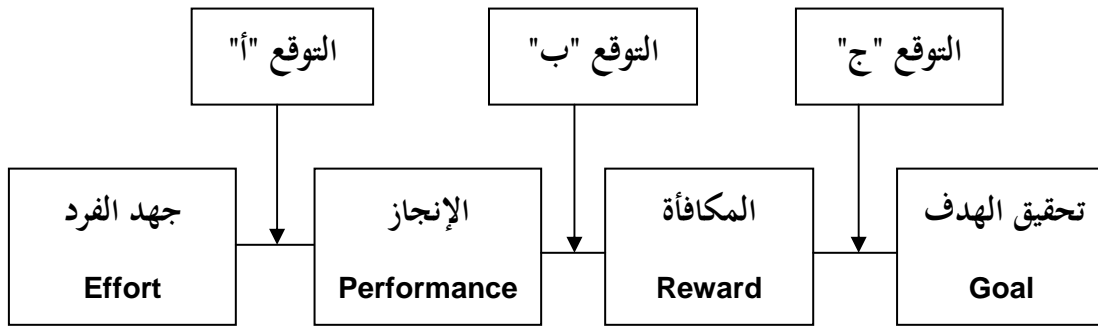 التوقع "أ"
التوقع "ب"
التوقع "ج"
جهد الفرد
Effort
الإنجاز
Performance
المكافأة
Reward
تحقيق الهدف
Goal